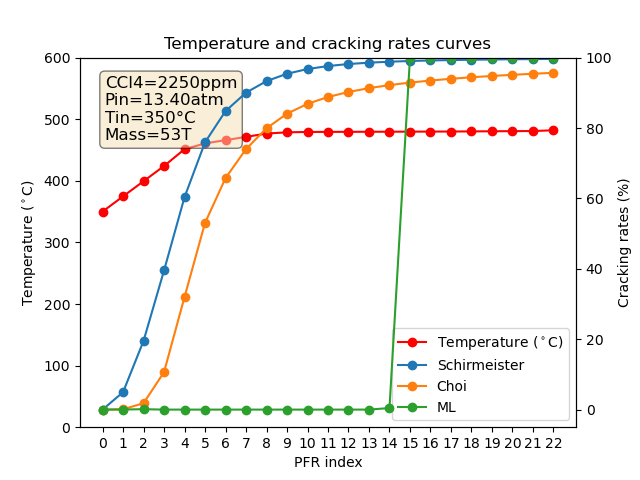 Temperature and cracking rates curves
CCl4=2250ppm
Pin=13.40atm
Tin=350°C
Mass=53T
600
500
400
300
200
100
0
Temperature (°C)
100
80
60
40
20
0
Cracking rates (%)
Temperature (°C)
Schirmeister
Choi
ML
0 1 2 3 4 5 6 7 8 9 10 11 12 13 14 15 16 17 18 19 20 21 22
PFR index